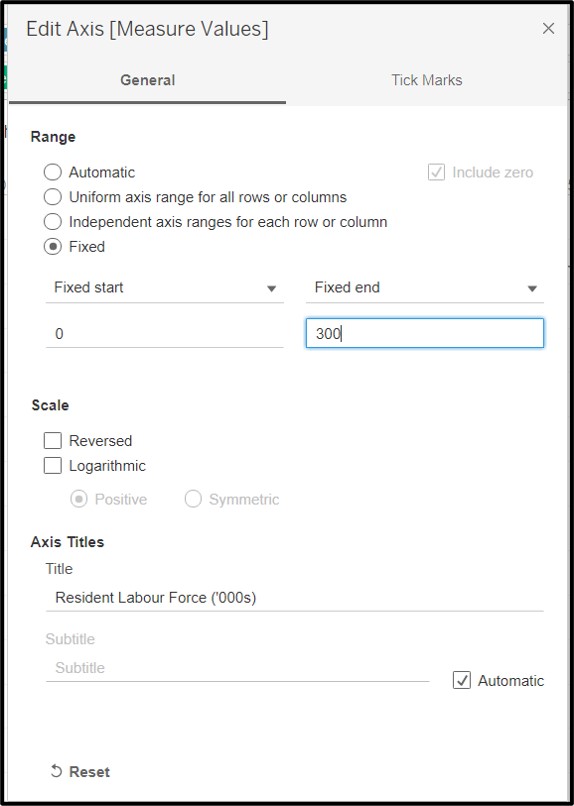 Edit Axis [Measure Values]
General Tick Marks
Range
Automatic Include zero
Uniform axis range for all rows or columns
Independent axis ranges for each row or column
Fixed
Fixed start Fixed end
0 300
Scale
Reversed
Logarithmic
Positive Symmetric
Axis Titles
Title
Resident Labour Force ('000s)
Subtitle
Subtitle
Automatic
Reset